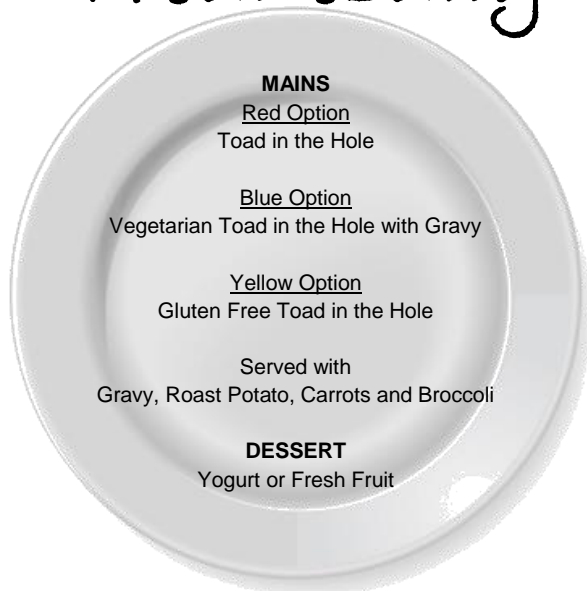 MAINS
Red Option
Toad in the Hole
Blue Option
Vegetarian Toad in the Hole with Gravy
Yellow Option
Gluten Free Toad in the Hole
Served with
Gravy, Roast Potato, Carrots and Broccoli
DESSERT
Yogurt or Fresh Fruit